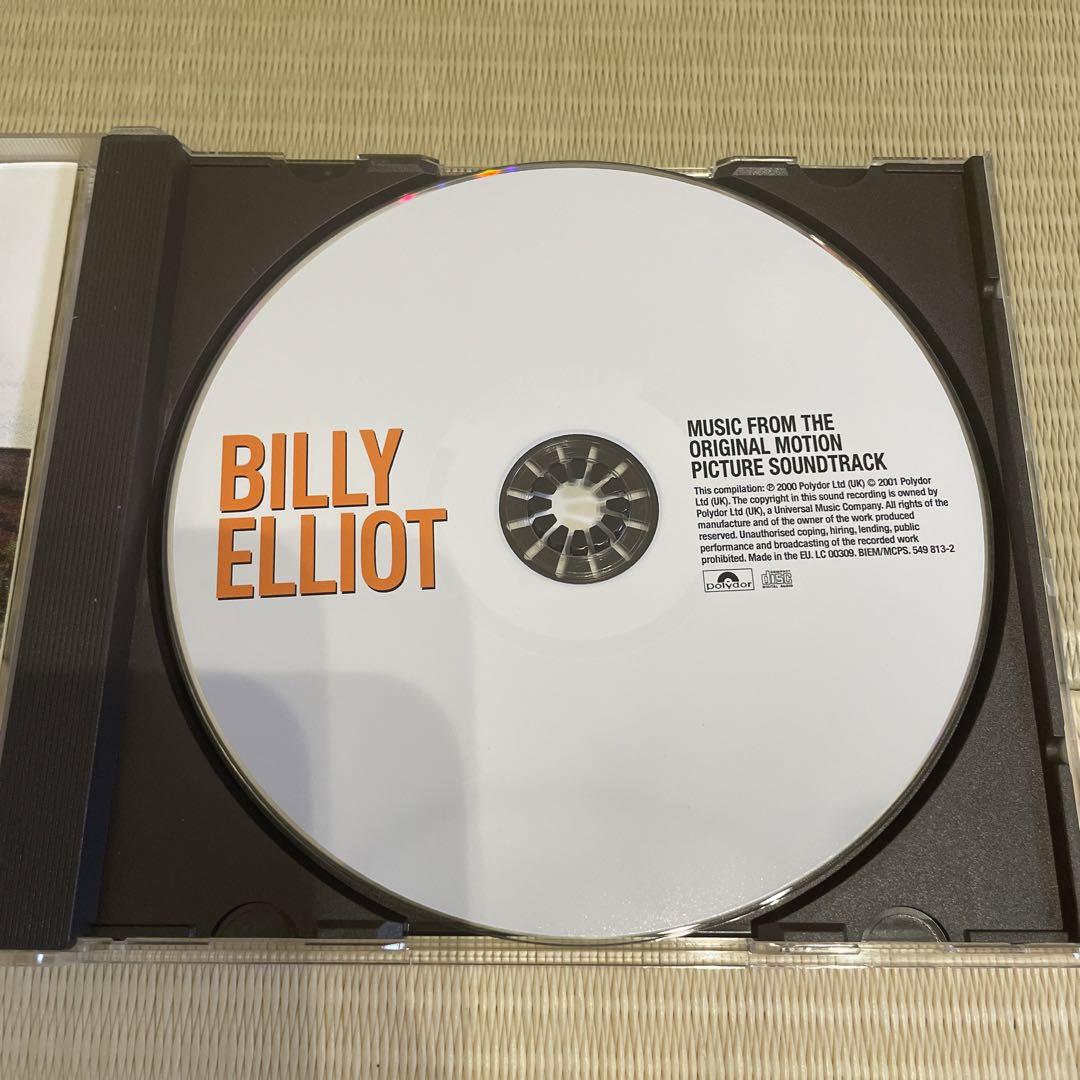 BILLY
ELLIOT
MUSIC FROM THE
ORIGINAL MOTION
PICTURE SOUNDTRACK
This compilation: ℗ 2000 Polydor Ltd (UK) © 2001 Polydor
Ltd (UK). The copyright in this sound recording is owned by
Polydor Ltd (UK), a Universal Music Company. All rights of the
manufacture and of the owner of the work produced
reserved. Unauthorised coping, hiring, lending, public
performance and broadcasting of the recorded work
prohibited. Made in the EU. LC 00309. BIEM/MCPS. 549 813-2
polydor
COMPACT
disc
DIGITAL AUDIO